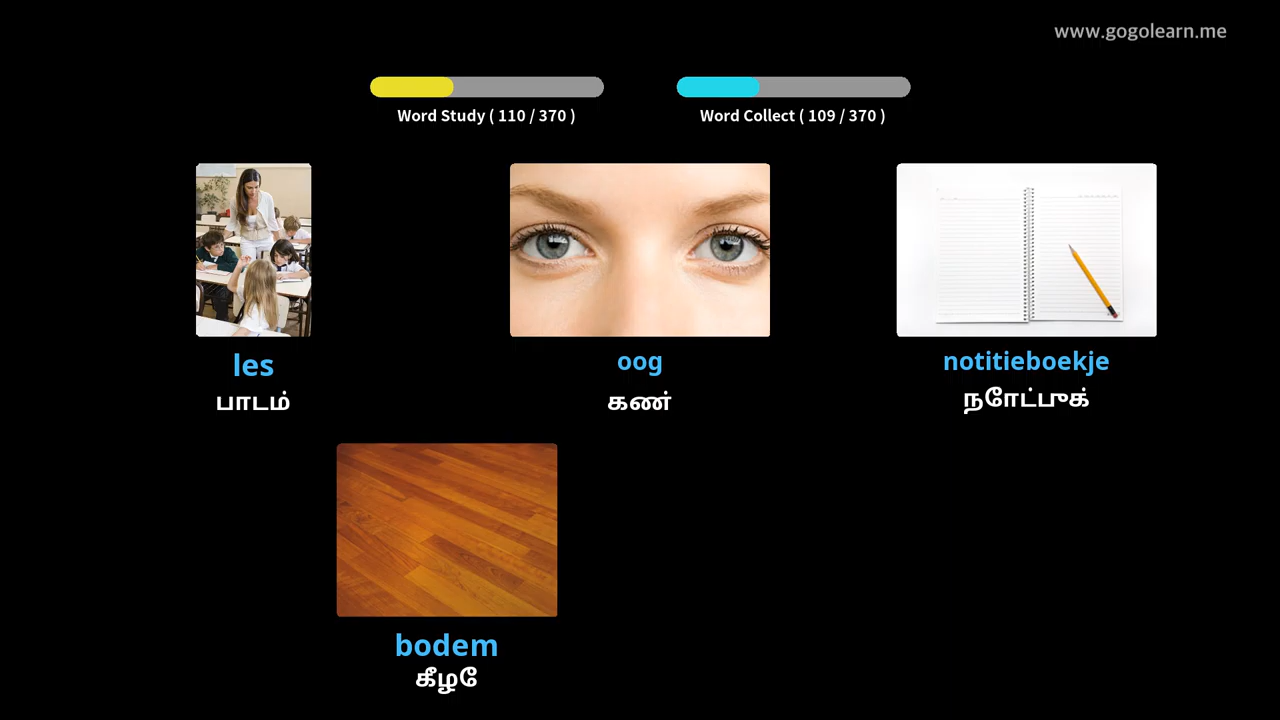 www.gogolearn.me
Word Study ( 110 / 370 )
Word Collect ( 109 / 370 )
les
oog
notitieboekje
பாடம்
கண்
நோட்புக்
bodem
கீழே